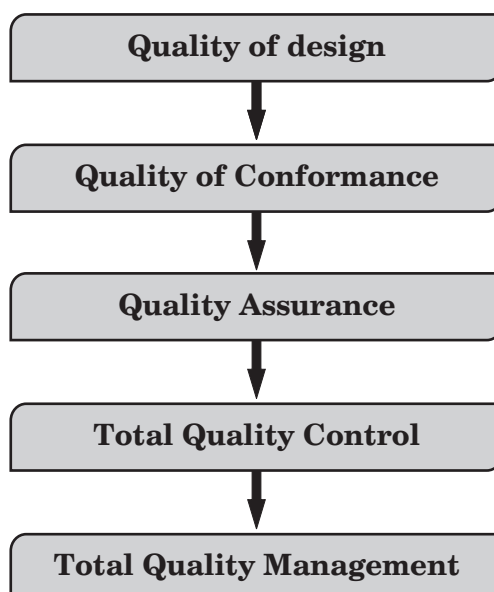 Quality of design
Quality of Conformance
Quality Assurance
Total Quality Control
Total Quality Management